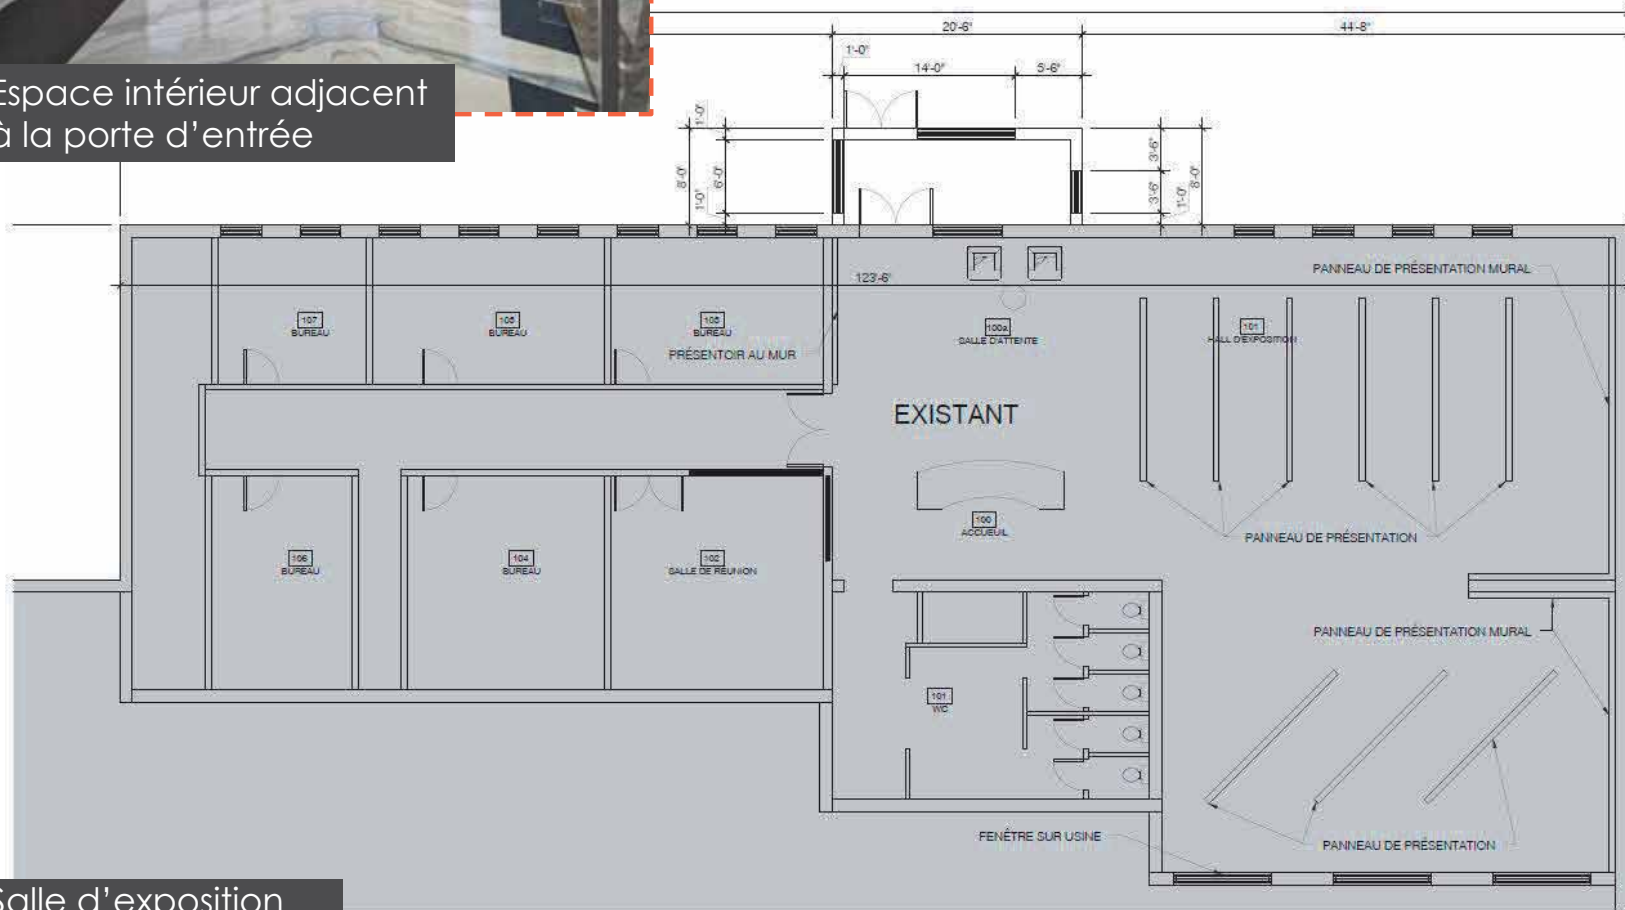 Espace intérieur adjacent
à la porte d'entrée
20'-6"
44'-8"
1'-0"
14'-0"
5'-6"
1'-0"
8'-0"
6'-0"
1'-0"
3'-6"
3'-6"
1'-0"
8'-0"
123'-6"
PANNEAU DE PRÉSENTATION MURAL
107
BUREAU
BUREAU
BUREAU
PRÉSENTOIR AU MUR
100a
SALLE D'ATTENTE
101
HALL D'EXPOSITION
EXISTANT
100
ACCUEUIL
PANNEAU DE PRÉSENTATION
106
BUREAU
104
BUREAU
102
SALLE DE RÉUNION
PANNEAU DE PRÉSENTATION MURAL
101
WC
FENÊTRE SUR USINE
PANNEAU DE PRÉSENTATION
Salle d'exposition